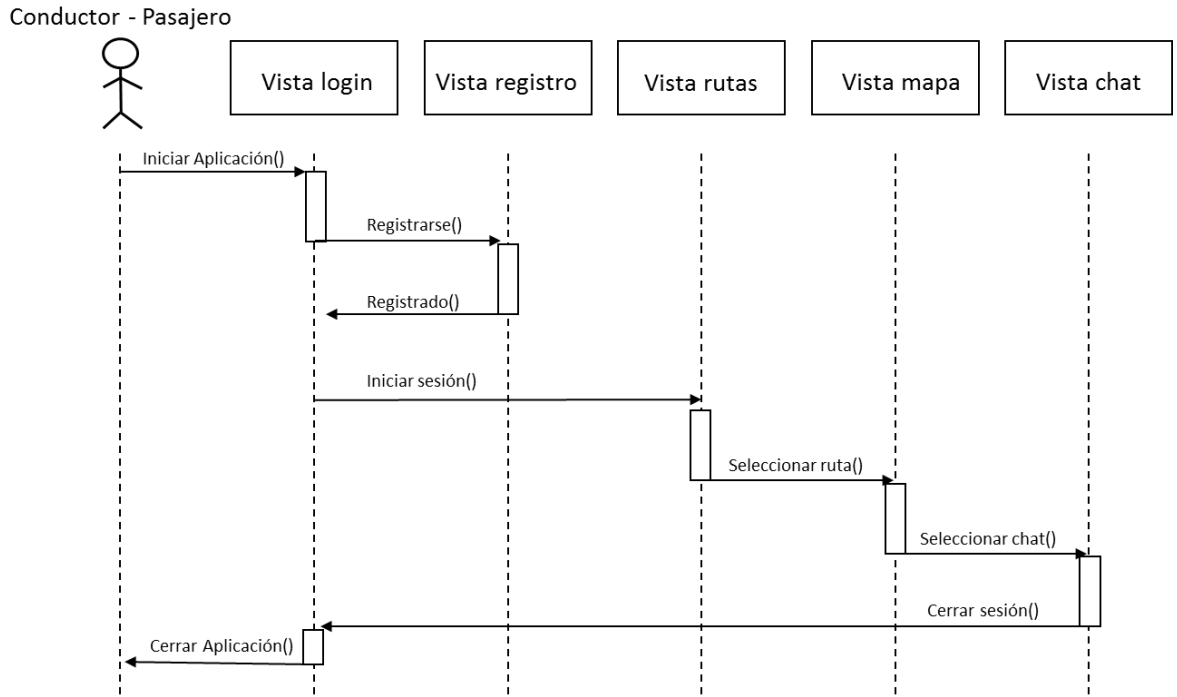 Conductor - Pasajero
Vista login
Vista registro
Vista rutas
Vista mapa
Vista chat
Iniciar Aplicación()
Registrarse()
Registrado()
Iniciar sesión()
Seleccionar ruta()
Seleccionar chat()
Cerrar sesión()
Cerrar Aplicación()